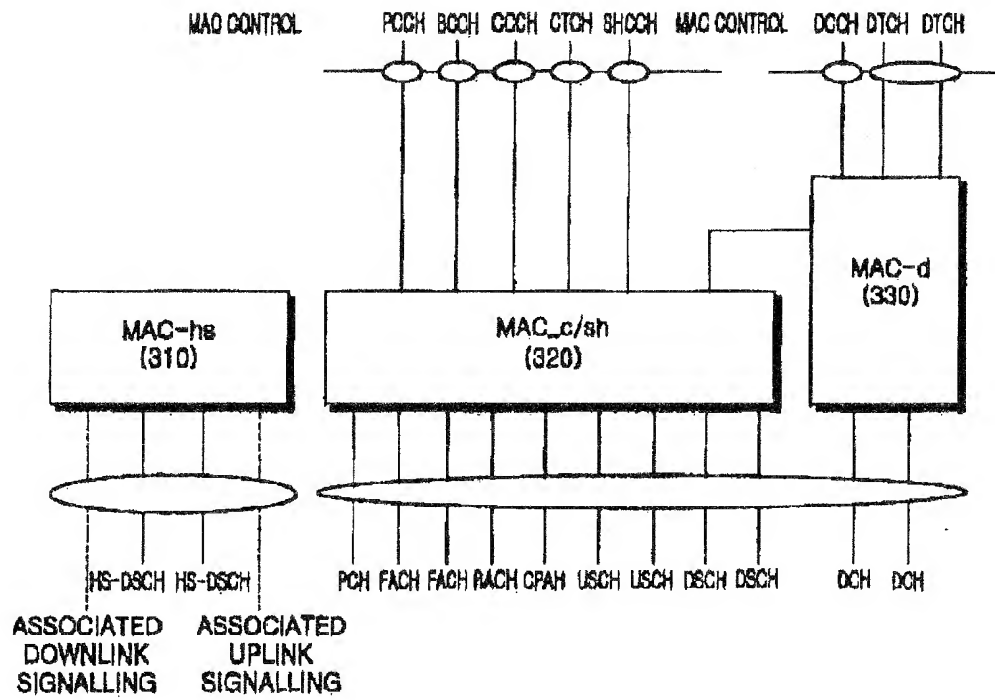 MAC CONTROL PCCH BCCH CCCH CTCH SHCCH MAC CONTROL DCCH DTCH DTCH
MAC-d
(330)
MAC-hs
(310)
MAC_c/sh
(320)
HS-DSCH HS-DSCH PCH FACH FACH RACH CPAH USCH USCH DSCH DSCH DCH DCH
ASSOCIATED DOWNLINK SIGNALLING
ASSOCIATED UPLINK SIGNALLING